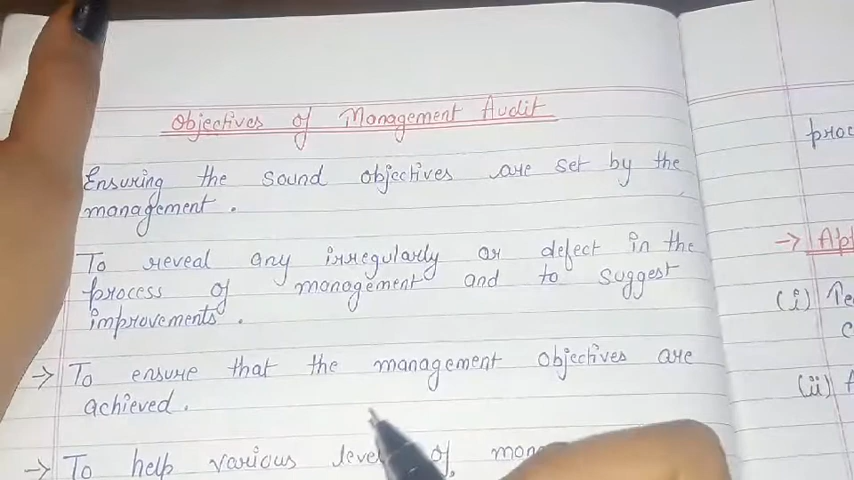 Objectives of Management Audit
Ensuring the sound objectives are set by the
management.
To reveal any irregularly or defect in the
process of management and to suggest
improvements.
→ To ensure that the management objectives are
achieved.
→ To help various level of
proc
→
(i)
(ii)